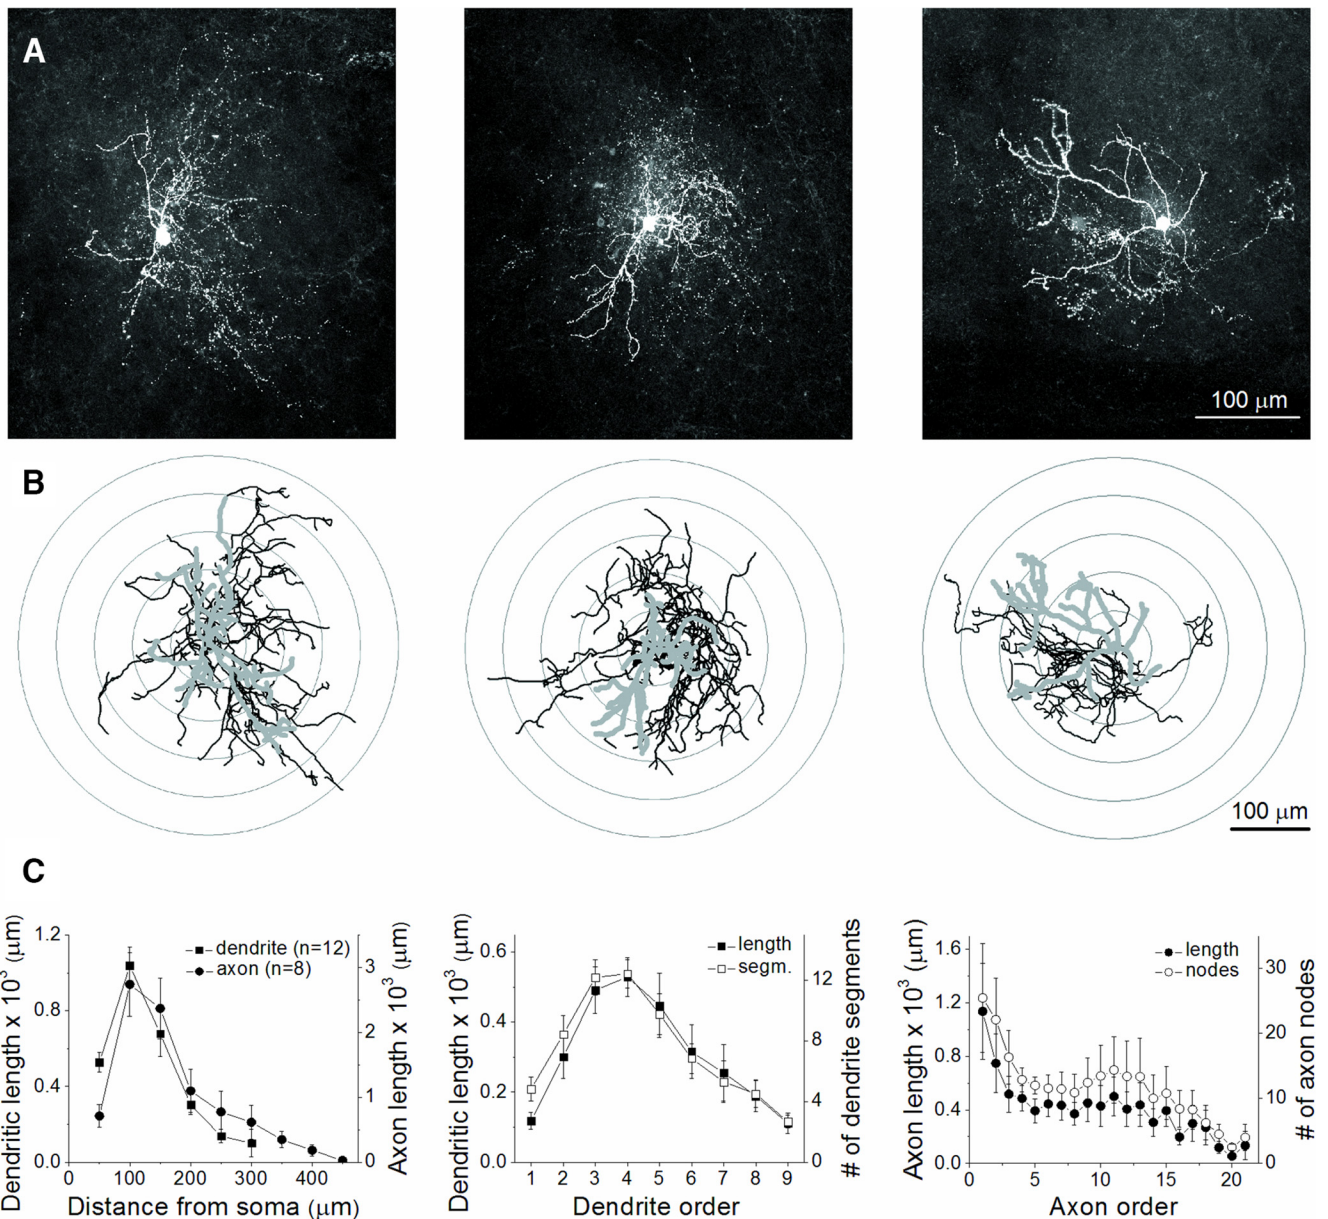 A
100 μm
B
100 μm
C
Dendritic length x 10³ (μm)
1.2
0.8
0.4
0.0
dendrite (n=12)
axon (n=8)
3
2
1
0
Axon length x 10³ (μm)
0 100 200 300 400
Distance from soma (μm)
Dendritic length x 10³ (μm)
0.6
0.4
0.2
0.0
length
segm.
12
8
4
0
# of dendrite segments
1 2 3 4 5 6 7 8 9
Dendrite order
Axon length x 10³ (μm)
1.6
1.2
0.8
0.4
0.0
length
nodes
30
20
10
0
# of axon nodes
0 5 10 15 20
Axon order